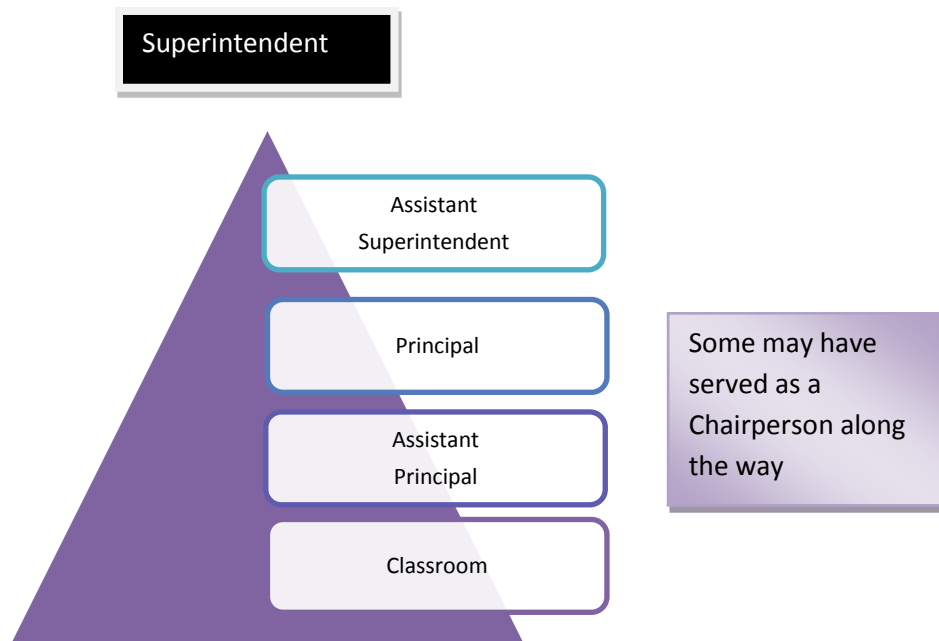 Superintendent
Assistant
Superintendent
Principal
Some may have
served as a
Chairperson along
the way
Assistant
Principal
Classroom